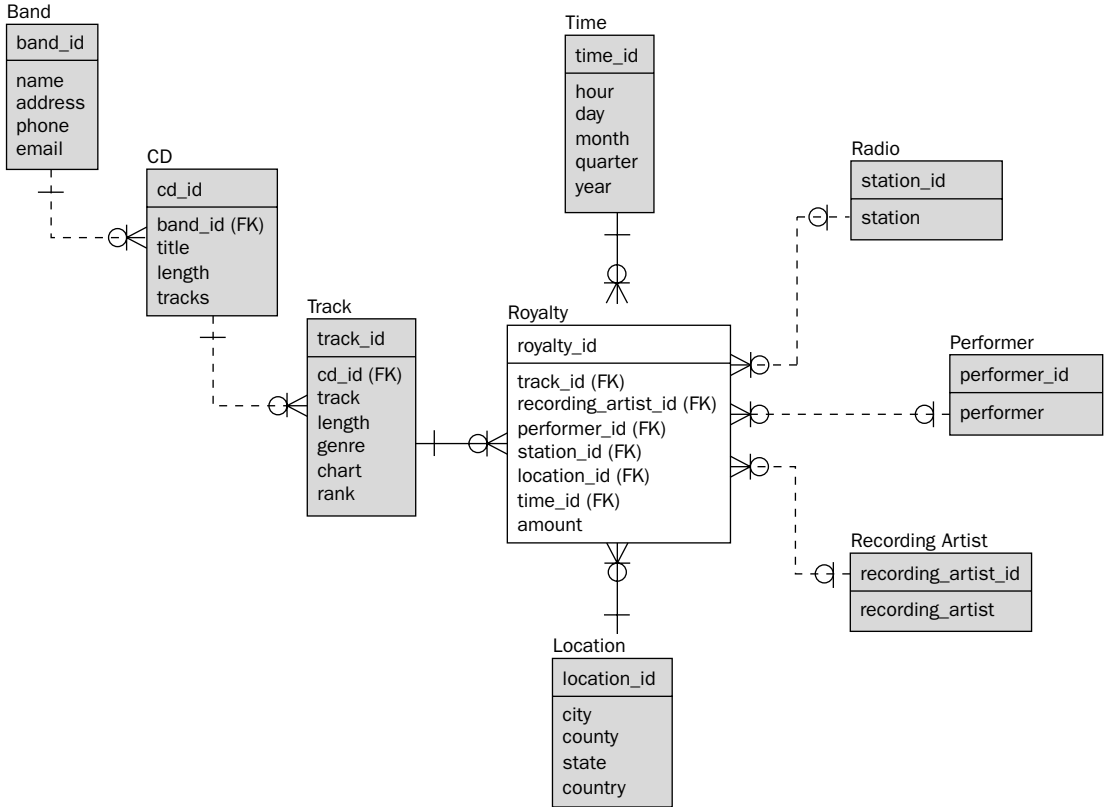 Band
band_id
name
address
phone
email
CD
cd_id
band_id (FK)
title
length
tracks
Track
track_id
cd_id (FK)
track
length
genre
chart
rank
Time
time_id
hour
day
month
quarter
year
Royalty
royalty_id
track_id (FK)
recording_artist_id (FK)
performer_id (FK)
station_id (FK)
location_id (FK)
time_id (FK)
amount
Location
location_id
city
county
state
country
Radio
station_id
station
Performer
performer_id
performer
Recording Artist
recording_artist_id
recording_artist